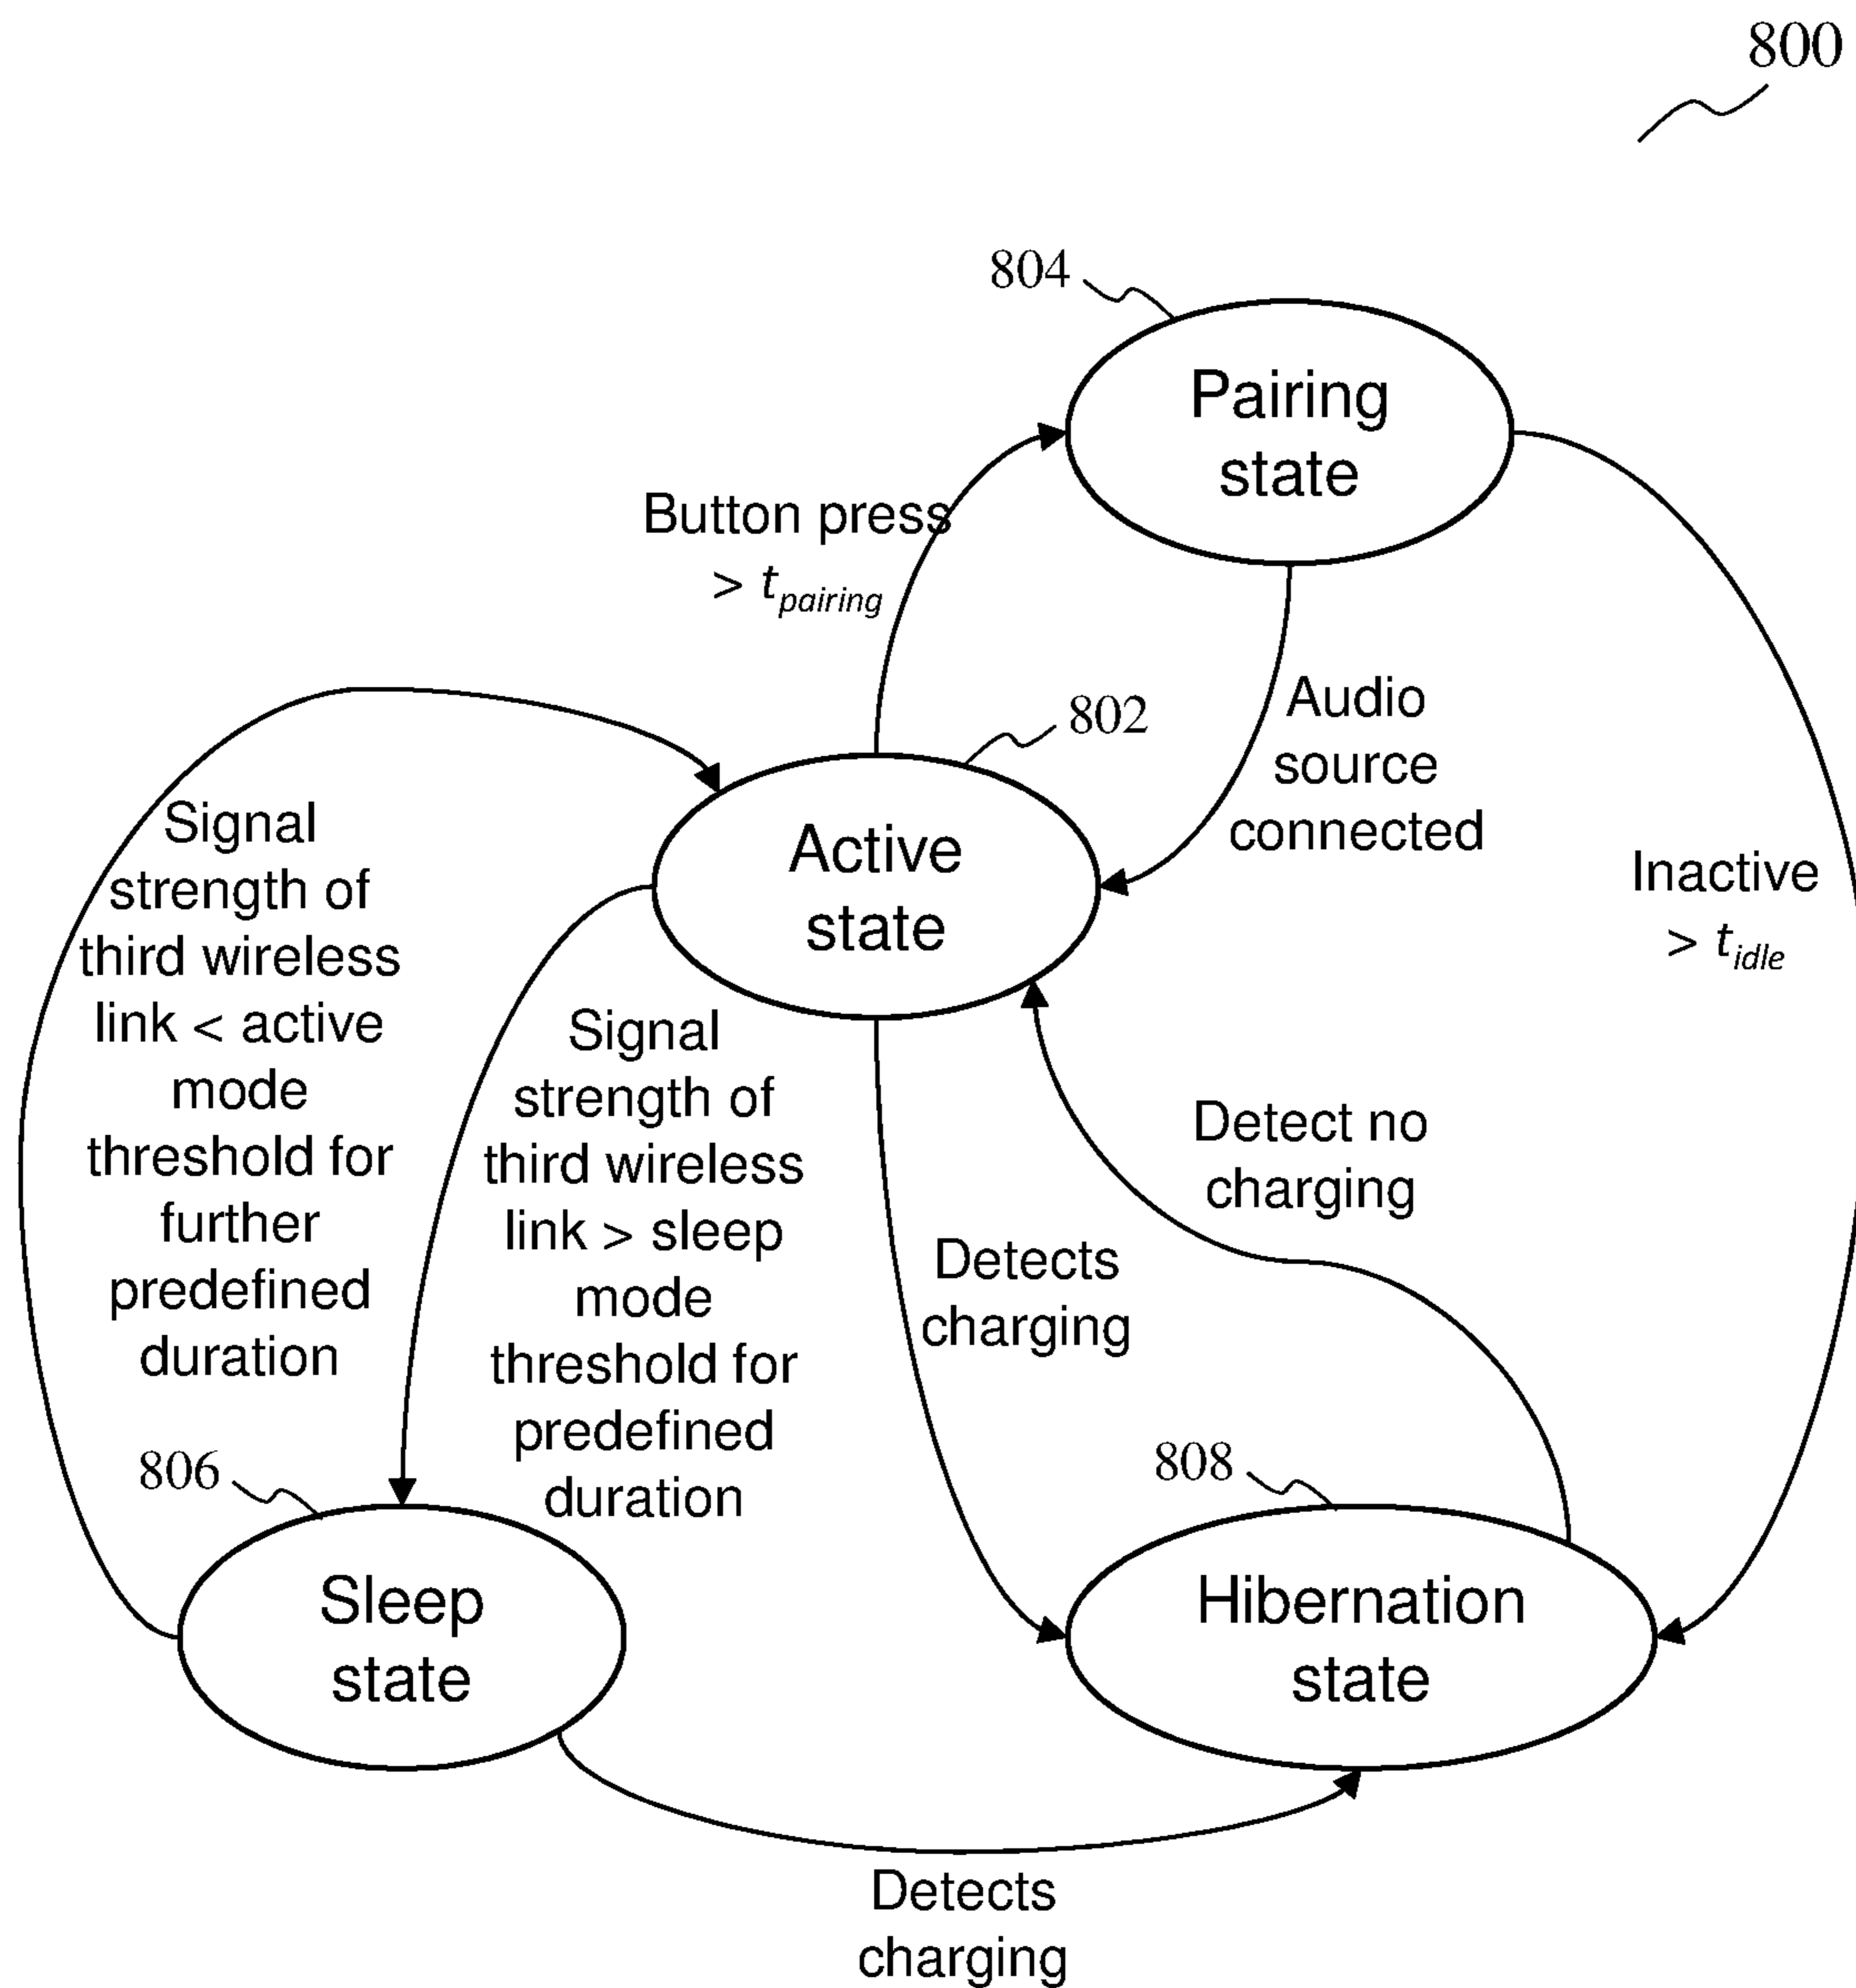 800
804
Pairing
state
Button press
> t pairing
802
Audio
source
connected
Active
state
Inactive
> t idle
Signal
strength of
third wireless
link < active
mode
threshold for
further
predefined
duration
Signal
strength of
third wireless
link > sleep
mode
threshold for
predefined
duration
Detect no
charging
Detects
charging
806
808
Sleep
state
Hibernation
state
Detects
charging